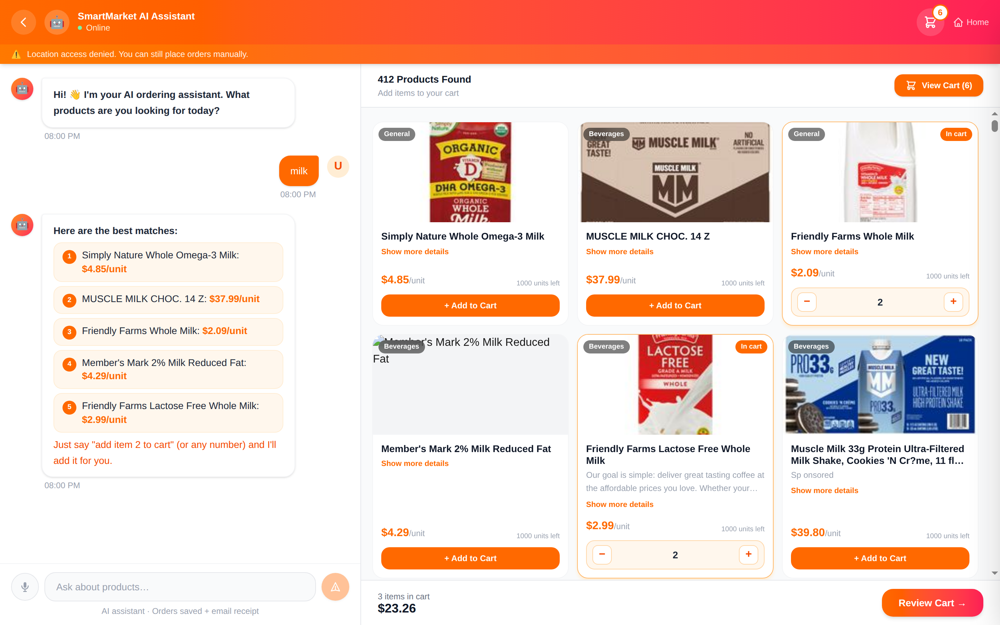 SmartMarket AI Assistant
Online
6
Home
⚠️ Location access denied. You can still place orders manually.
Hi! 👋 I'm your AI ordering assistant. What
products are you looking for today?
08:00 PM
milk
U
08:00 PM
Here are the best matches:
1 Simply Nature Whole Omega-3 Milk:
$4.85/unit
2 MUSCLE MILK CHOC. 14 Z: $37.99/unit
3 Friendly Farms Whole Milk: $2.09/unit
4 Member's Mark 2% Milk Reduced Fat:
$4.29/unit
5 Friendly Farms Lactose Free Whole Milk:
$2.99/unit
Just say "add item 2 to cart" (or any number) and I'll
add it for you.
08:00 PM
Ask about products…
AI assistant · Orders saved + email receipt
412 Products Found
Add items to your cart
View Cart (6)
General
Simply
Nature
ORGANIC
VITAMIN
D
DHA OMEGA-3
ORGANIC
WHOLE
Milk
Simply Nature Whole Omega-3 Milk
Show more details
$4.85/unit
1000 units left
+ Add to Cart
Beverages
GREAT
TASTE!
MUSCLE MILK
NO
ARTIFICIAL
MUSCLE MILK
MM
MUSCLE MILK CHOC. 14 Z
Show more details
$37.99/unit
1000 units left
+ Add to Cart
General
In cart
WHOLE MILK
Friendly Farms Whole Milk
Show more details
$2.09/unit
1000 units left
− 2 +
Beverages
Member's Mark 2% Milk Reduced
Fat
Member's Mark 2% Milk Reduced Fat
Show more details
$4.29/unit
1000 units left
+ Add to Cart
Beverages
In cart
LACTOSE
FREE
GRADE A MILK
WHOLE
Friendly Farms Lactose Free Whole
Milk
Our goal is simple: deliver great tasting coffee at
the affordable prices you love. Whether your…
Show more details
$2.99/unit
1000 units left
− 2 +
Beverages
PRO33g
MUSCLE MILK
MM
PRO33g
COOKIES 'N CRÈME
NEW
GREAT TASTE!
ULTRA-FILTERED MILK
HIGH PROTEIN SHAKE
Muscle Milk 33g Protein Ultra-Filtered
Milk Shake, Cookies 'N Cr?me, 11 fl…
Sp onsored
Show more details
$39.80/unit
1000 units left
+ Add to Cart
3 items in cart
$23.26
Review Cart →